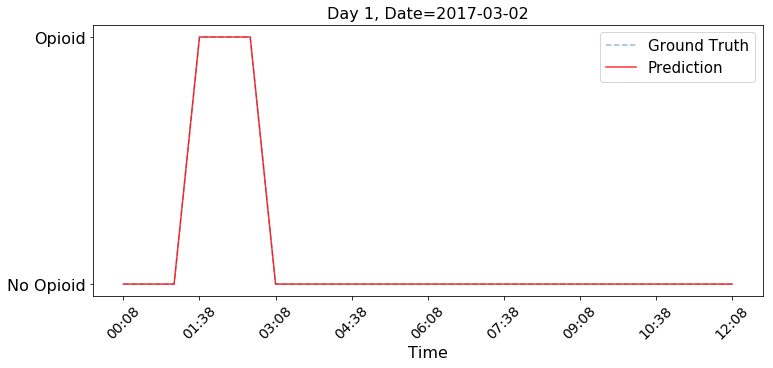 Day 1, Date=2017-03-02
Opioid
No Opioid
Ground Truth
Prediction
00:08
01:38
03:08
04:38
06:08
07:38
09:08
10:38
12:08
Time